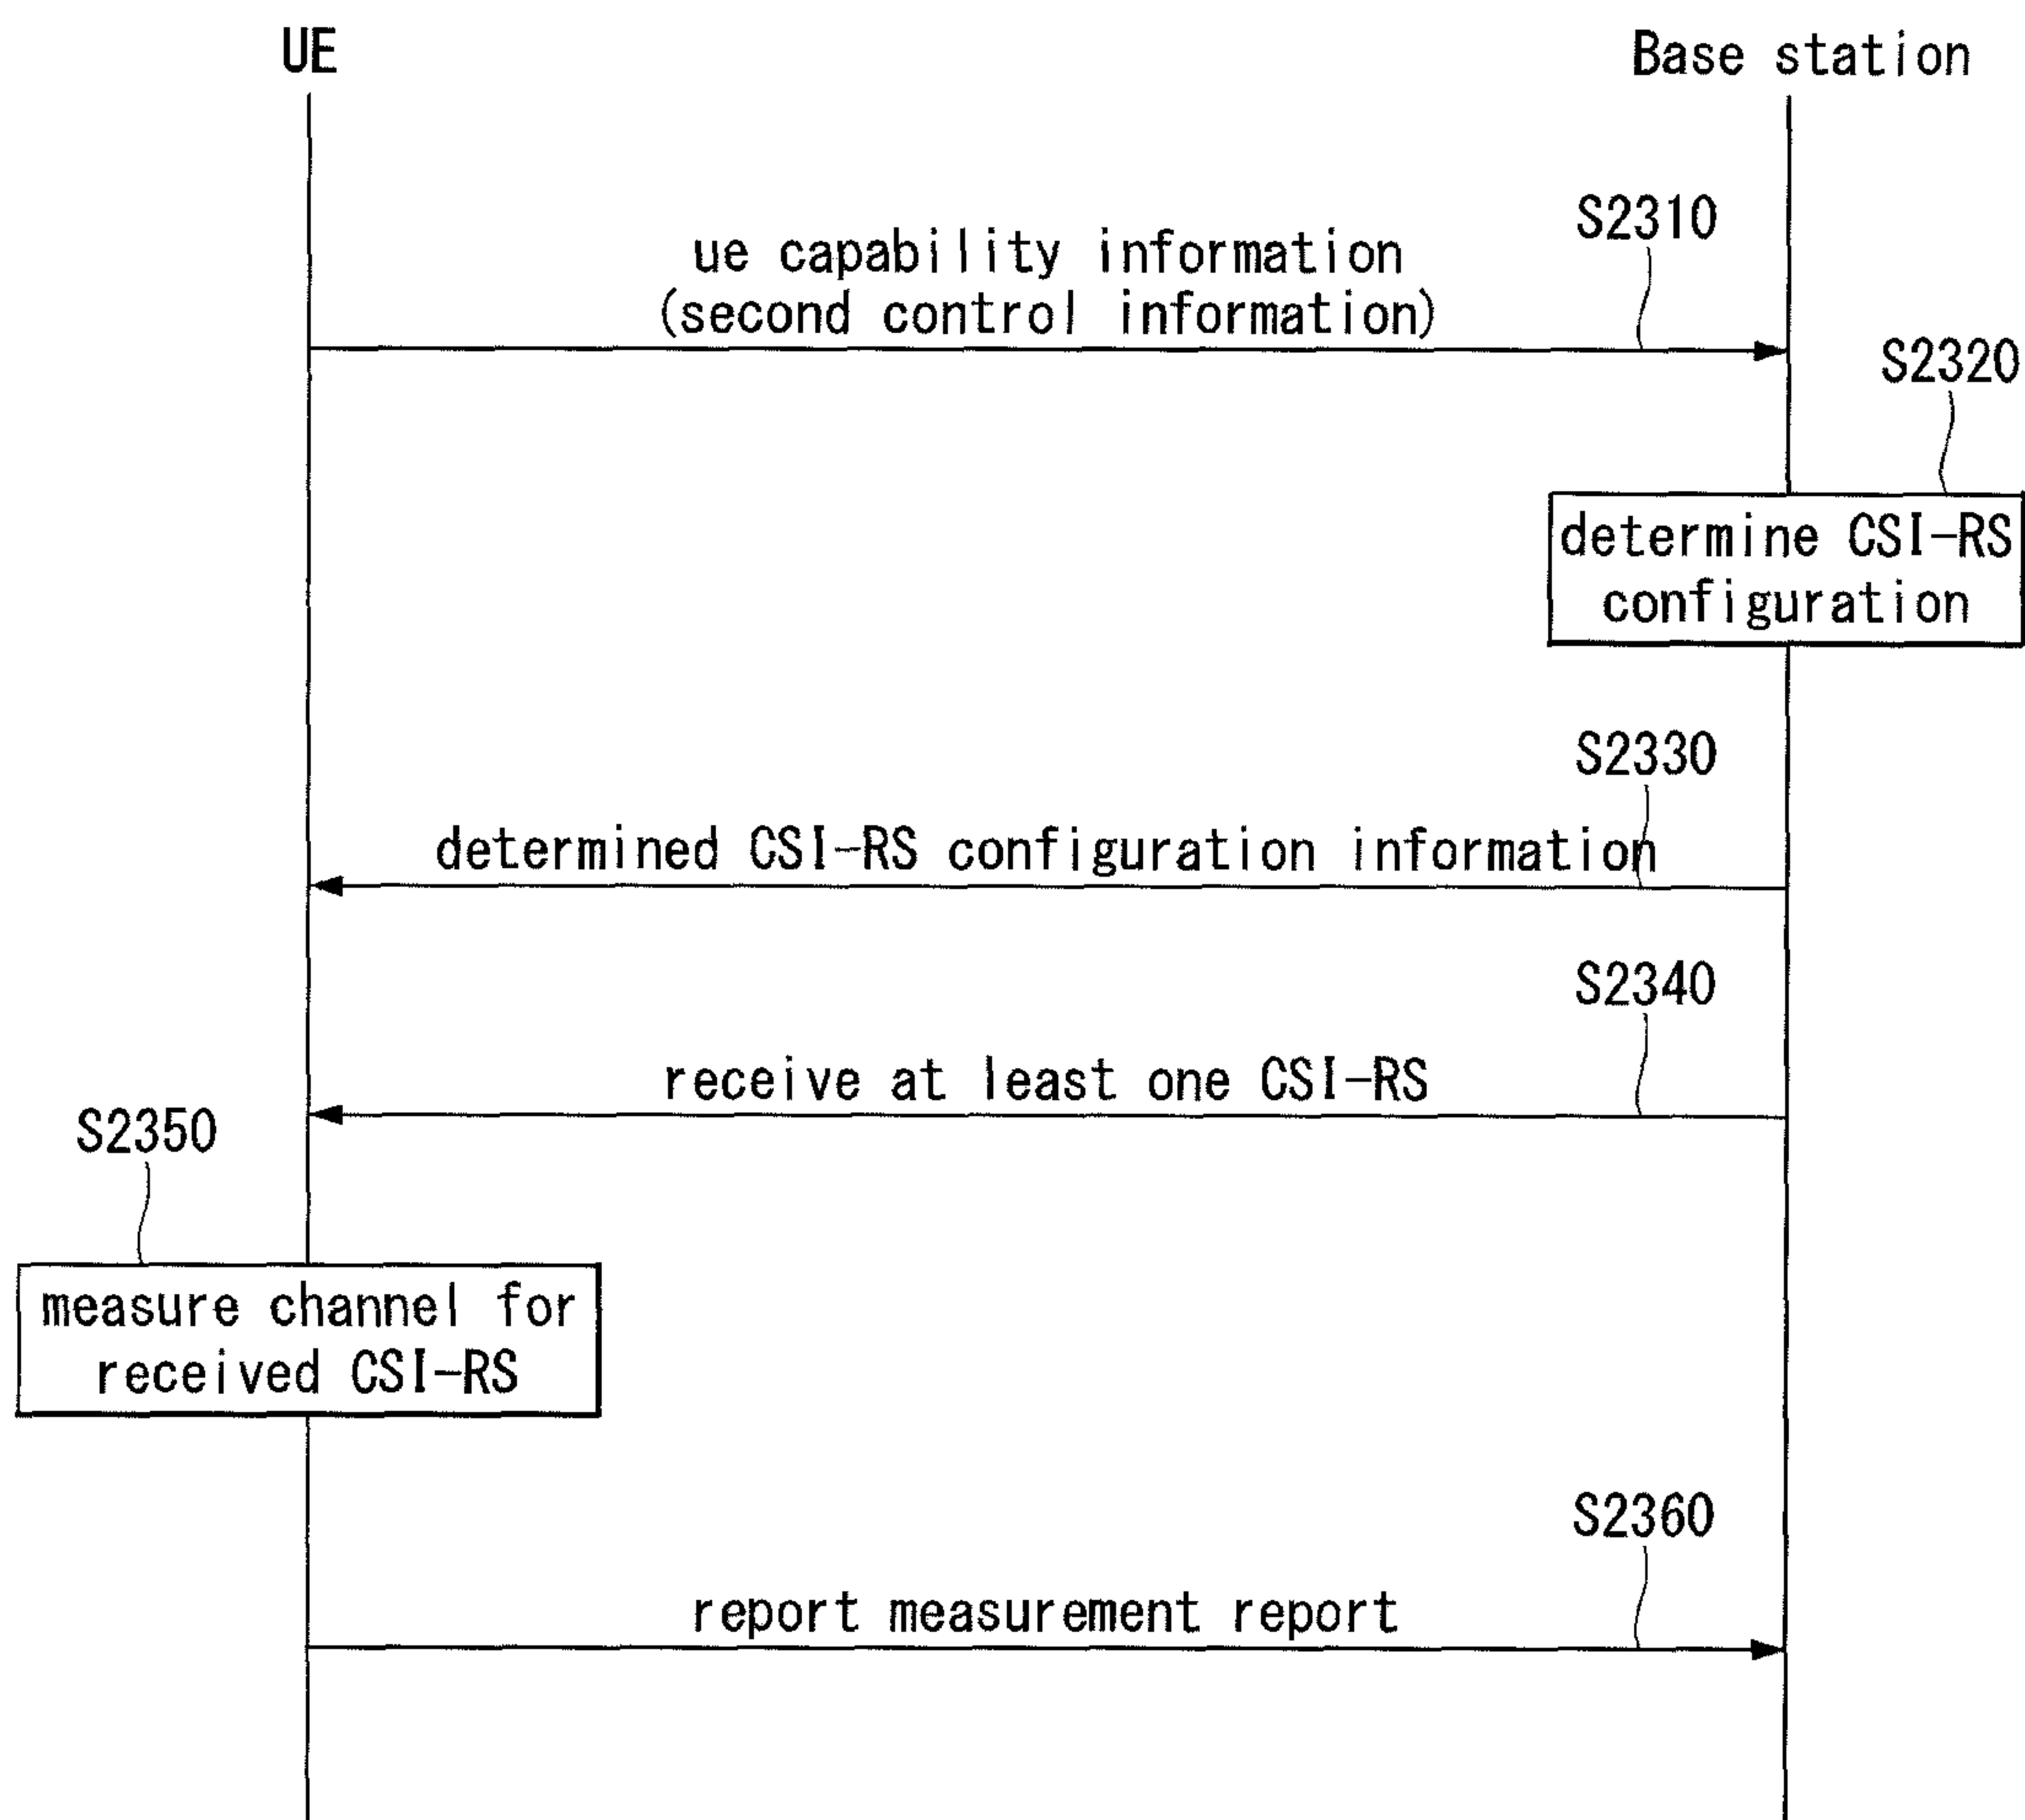 UE
Base station
S2310
ue capability information
(second control information)
S2320
determine CSI-RS
configuration
S2330
determined CSI-RS configuration information
S2340
receive at least one CSI-RS
S2350
measure channel for
received CSI-RS
S2360
report measurement report